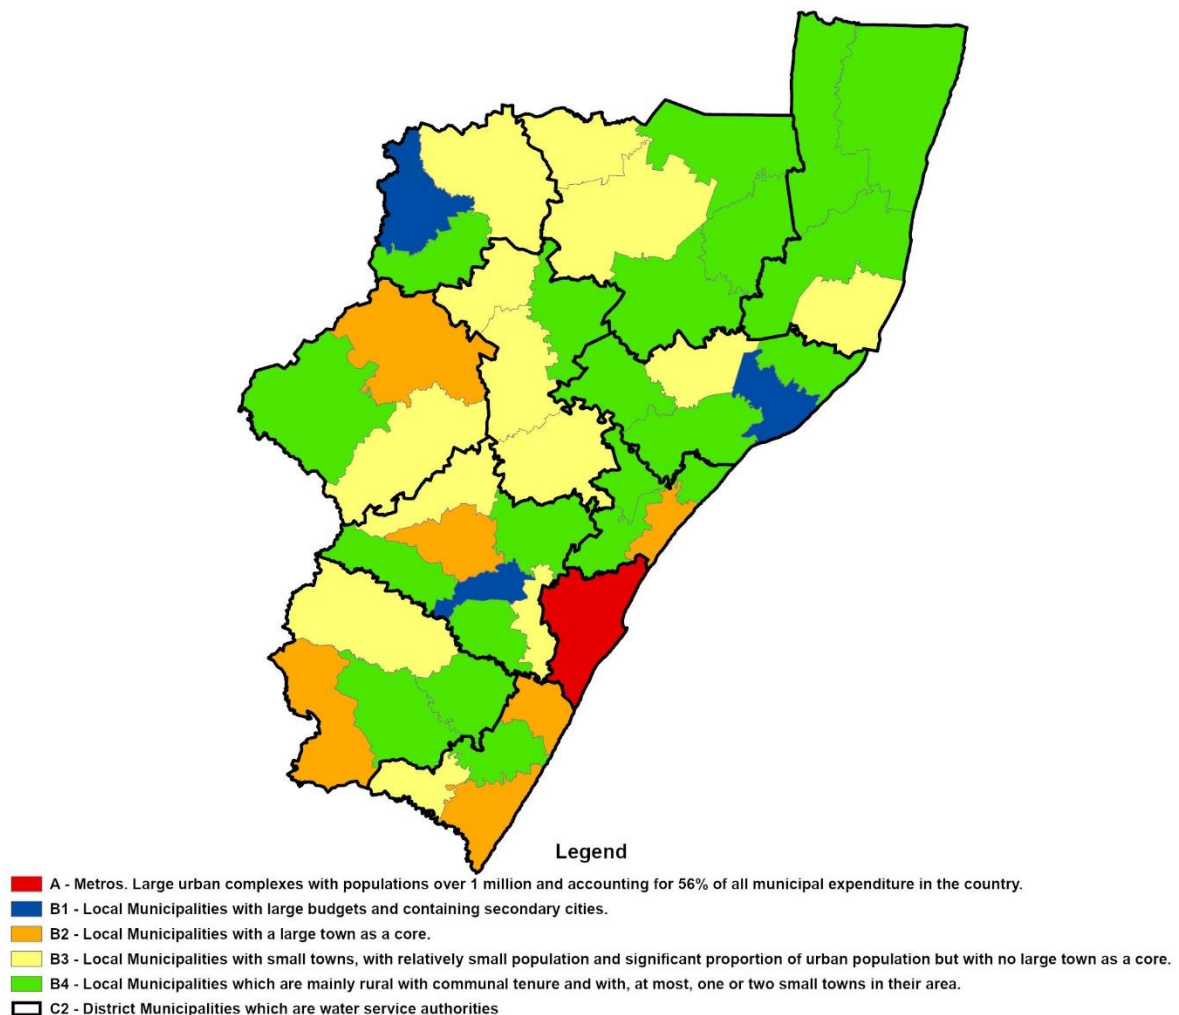 Legend
A - Metros. Large urban complexes with populations over 1 million and accounting for 56% of all municipal expenditure in the country.
B1 - Local Municipalities with large budgets and containing secondary cities.
B2 - Local Municipalities with a large town as a core.
B3 - Local Municipalities with small towns, with relatively small population and significant proportion of urban population but with no large town as a core.
B4 - Local Municipalities which are mainly rural with communal tenure and with, at most, one or two small towns in their area.
C2 - District Municipalities which are water service authorities